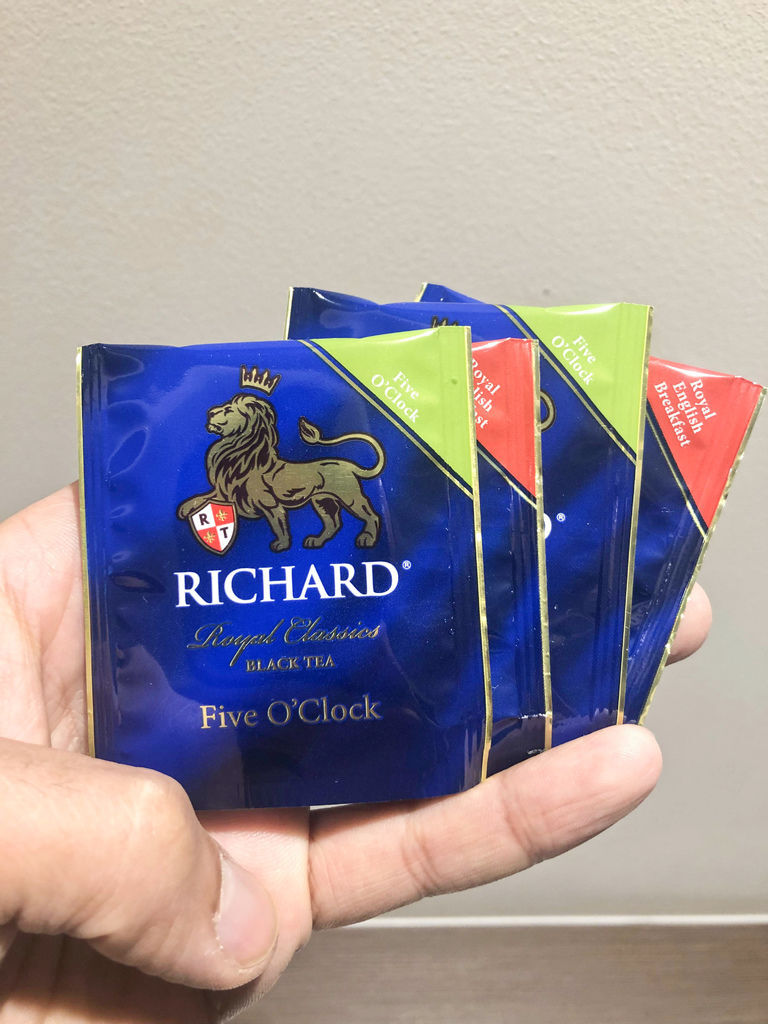 Five
O'Clock
R
T
RICHARD®
Royal Classics
BLACK TEA
Five O'Clock
Royal
Five
O'Clock
®
Royal
English
Breakfast